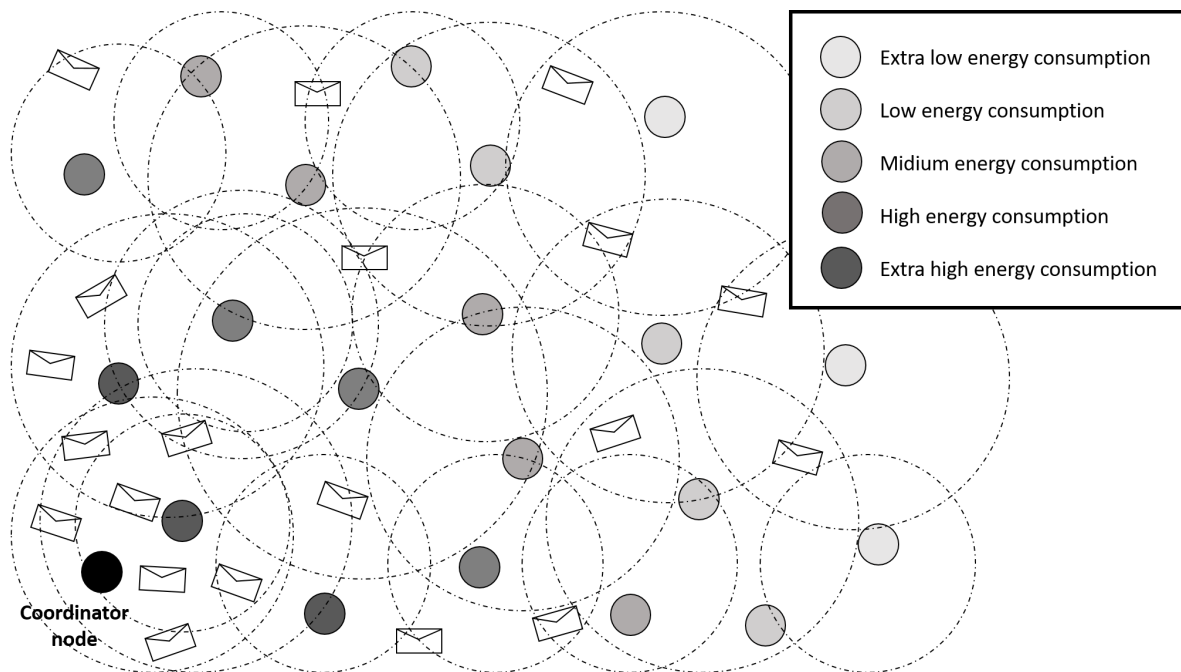 Extra low energy consumption
Low energy consumption
Midium energy consumption
High energy consumption
Extra high energy consumption
Coordinator
node